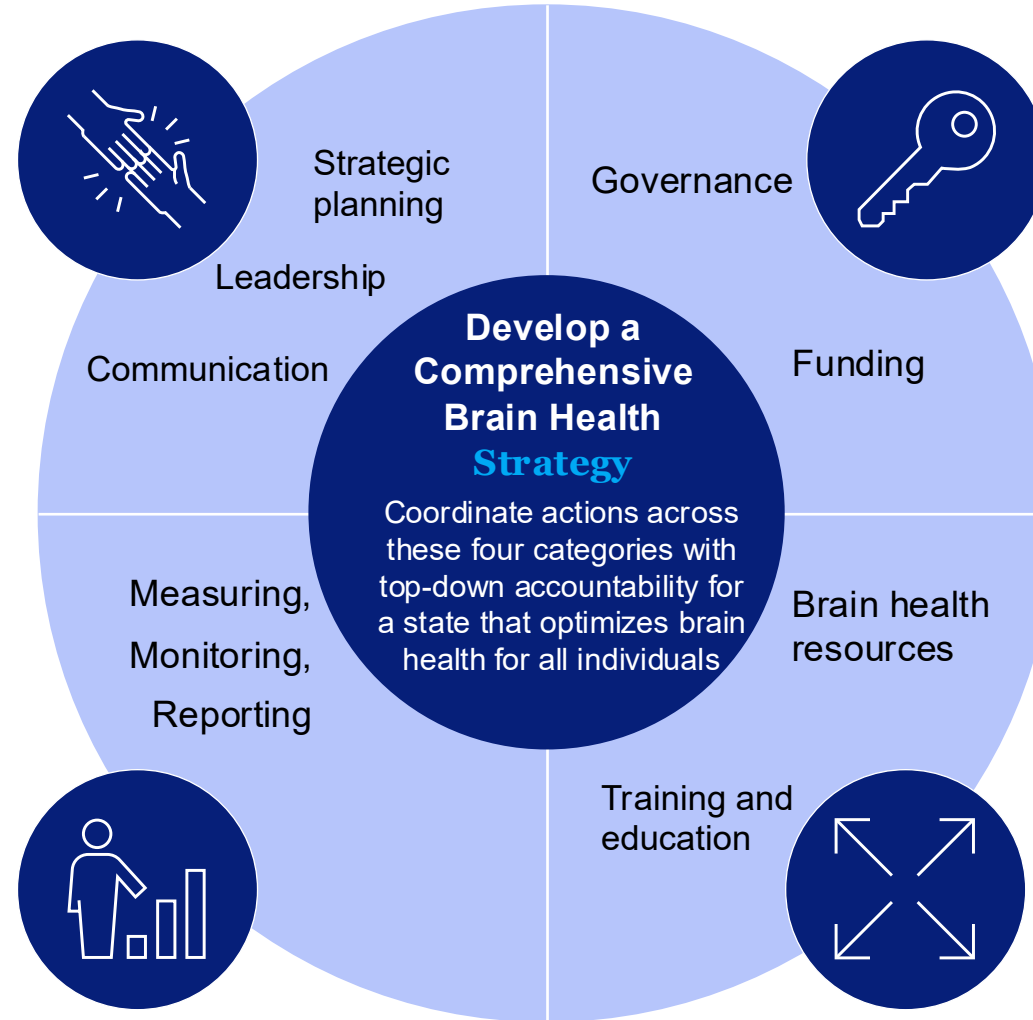 Strategic
planning
Leadership
Communication
Governance
Funding
Develop a
Comprehensive
Brain Health
Strategy
Coordinate actions across
these four categories with
top-down accountability for
a state that optimizes brain
health for all individuals
Measuring,
Monitoring,
Reporting
Brain health
resources
Training and
education